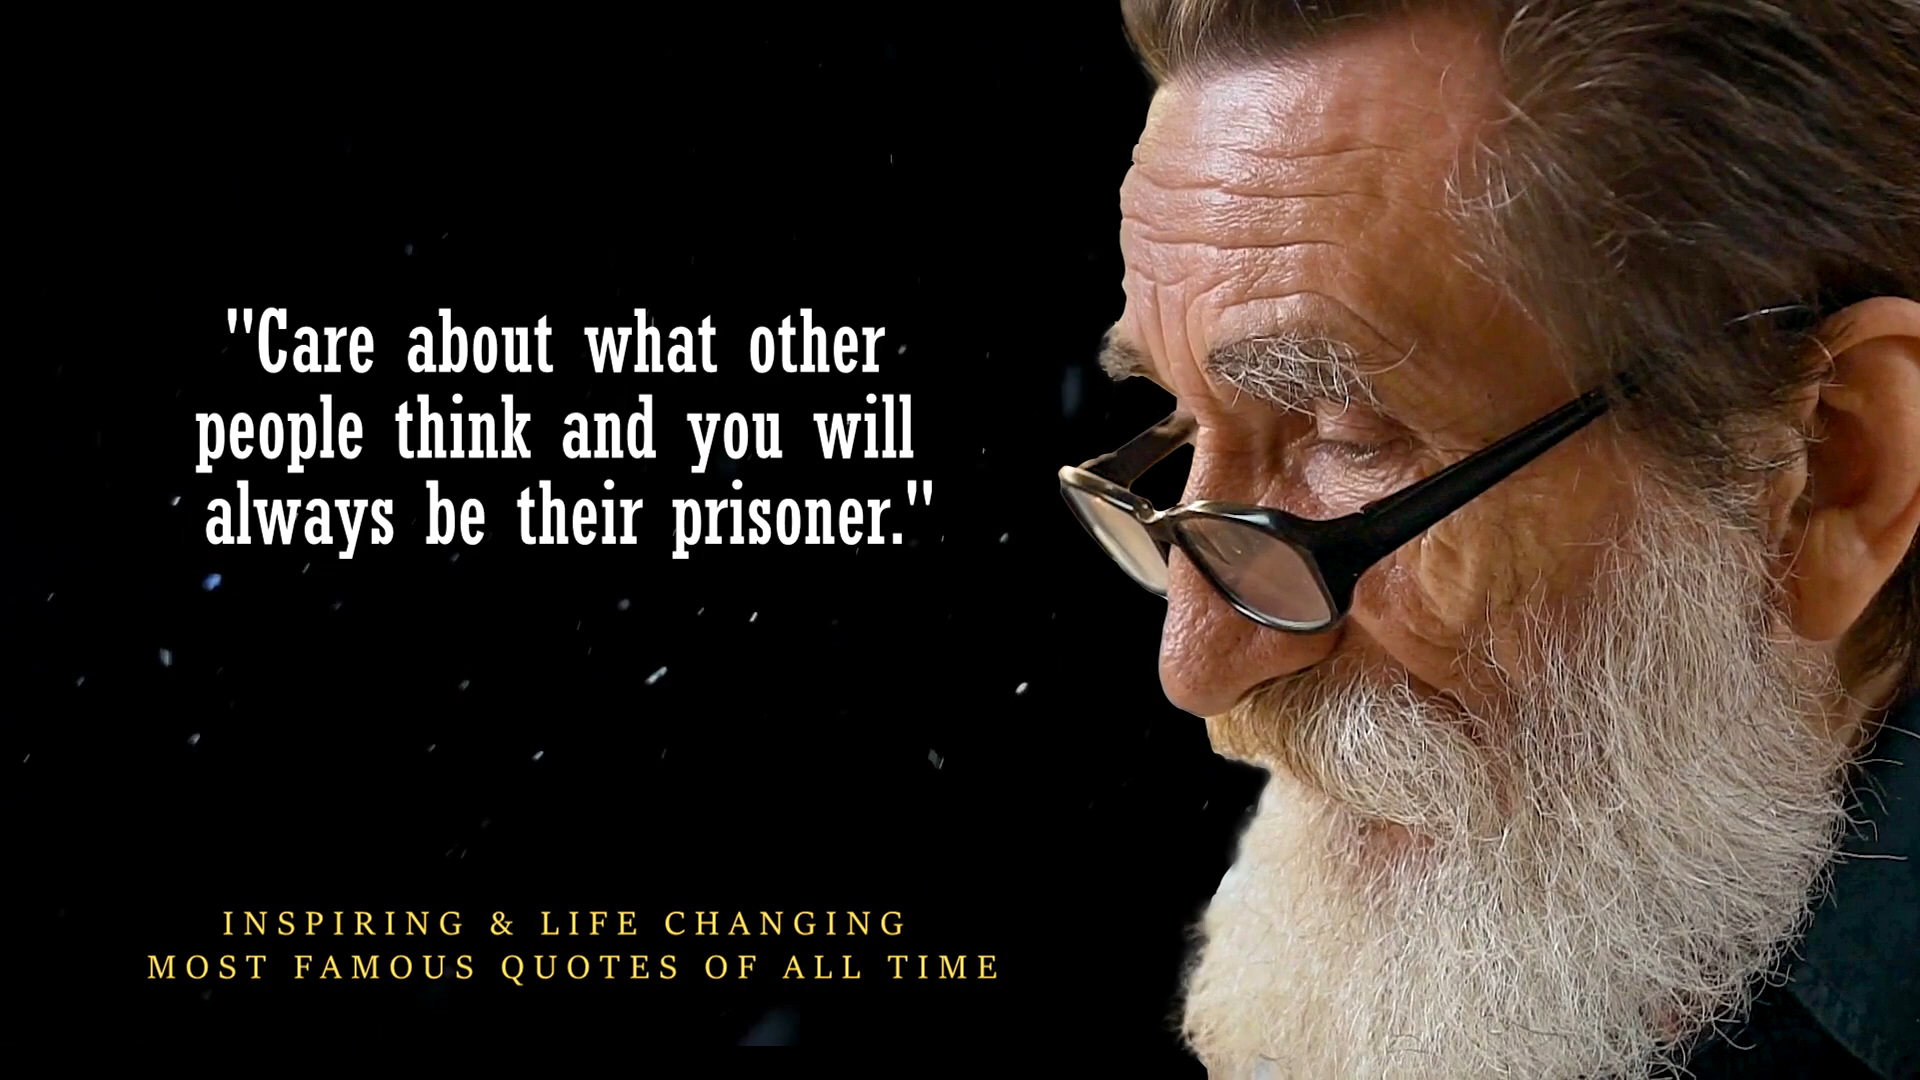 "Care about what other
people think and you will
always be their prisoner."
INSPIRING & LIFE CHANGING
MOST FAMOUS QUOTES OF ALL TIME